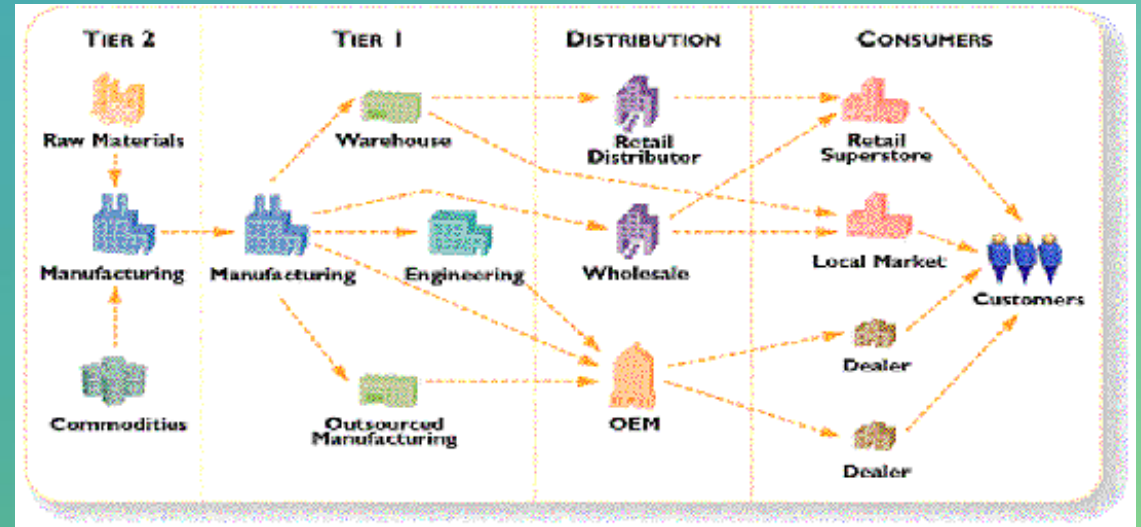 TIER 2
TIER 1
DISTRIBUTION
CONSUMERS
Raw Materials
Warehouse
Retail
Distributor
Retail
Superstore
Manufacturing
Manufacturing
Engineering
Wholesale
Local Market
Customers
Commodities
Outsourced
Manufacturing
OEM
Dealer
Dealer